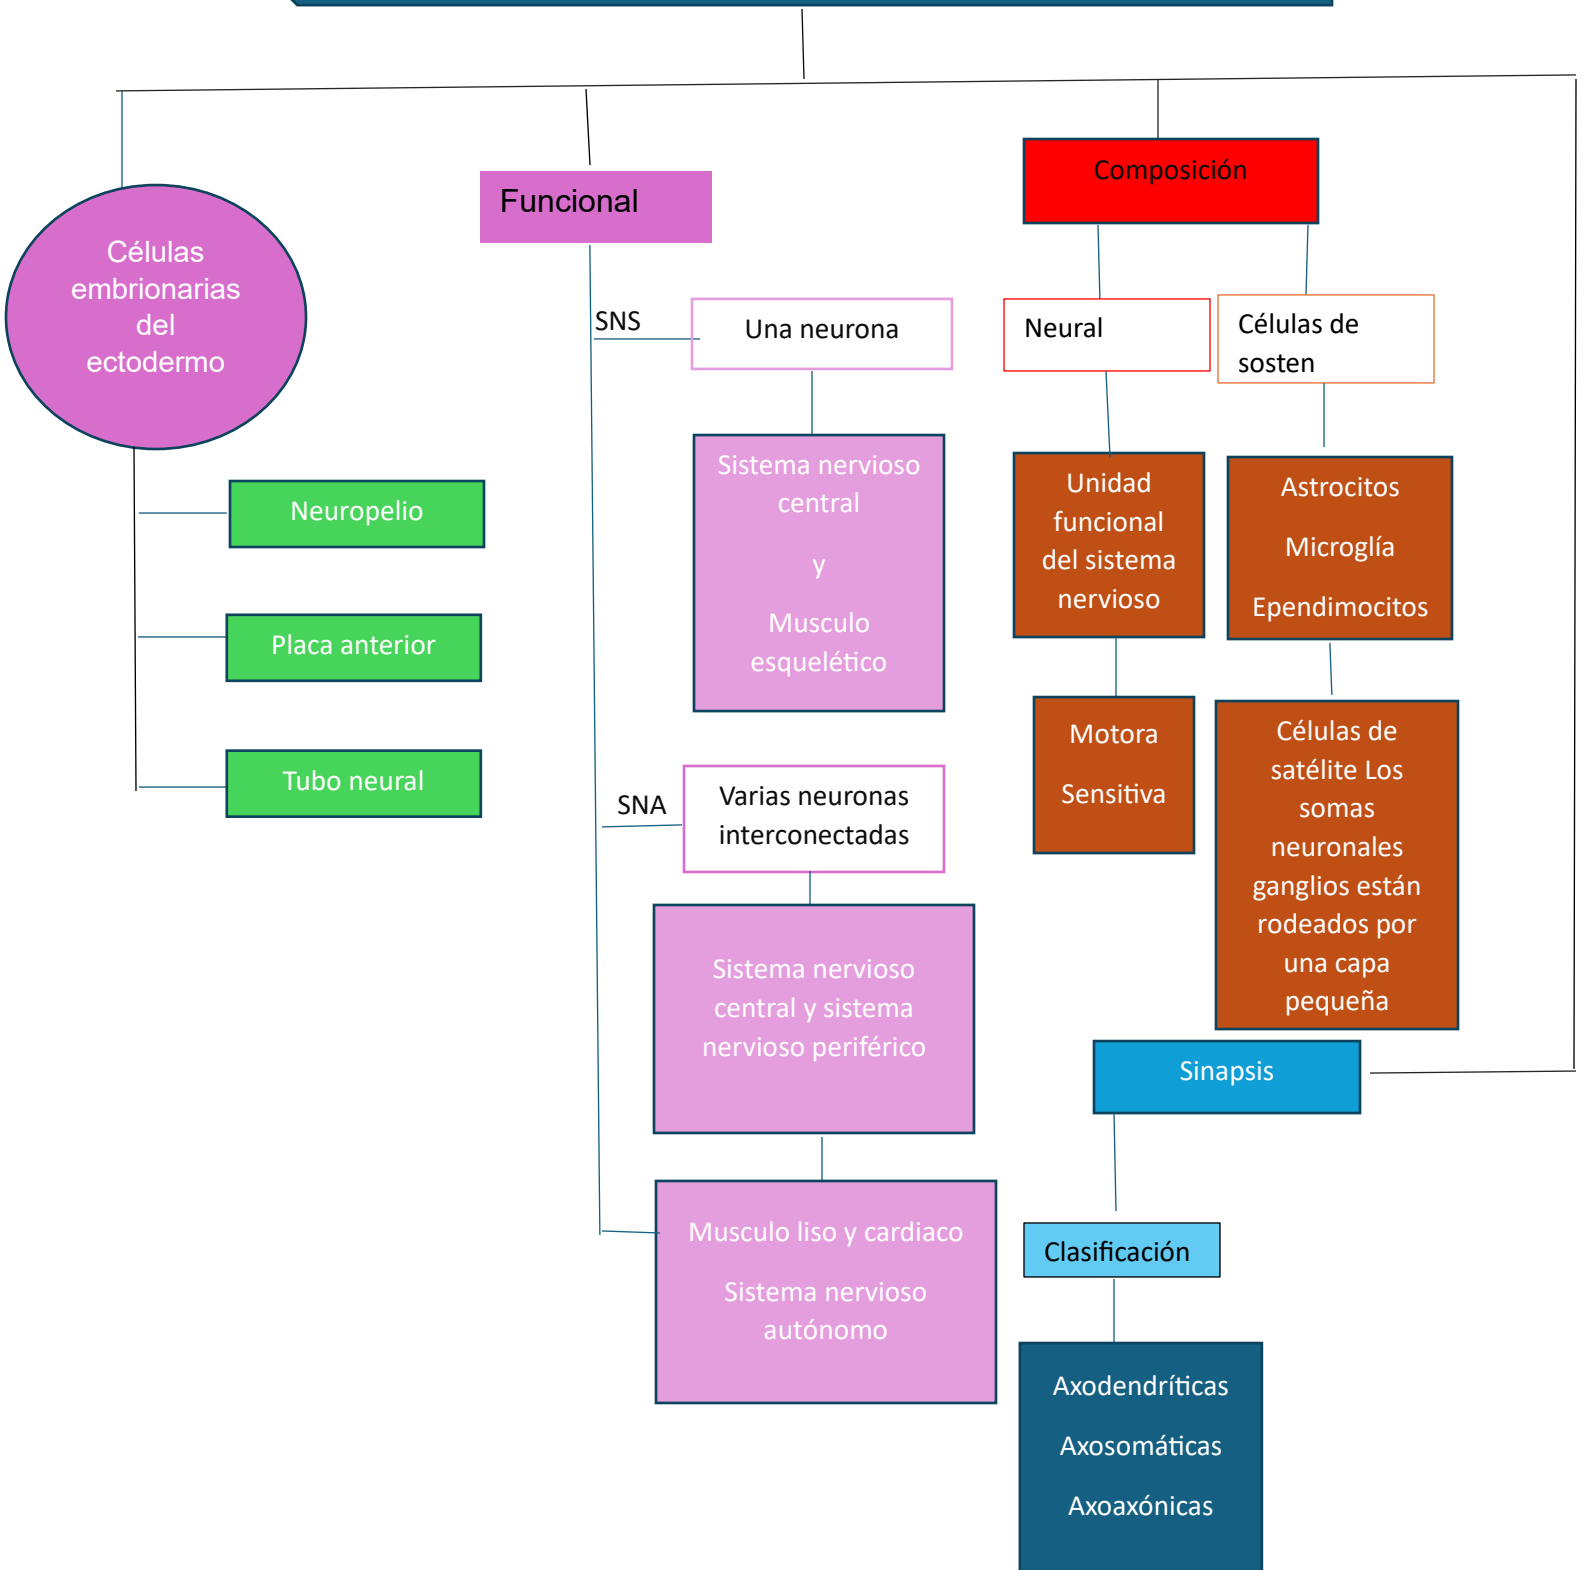 Células
embrionarias
del
ectodermo
Neuropelio
Placa anterior
Tubo neural
Funcional
SNS
Una neurona
Sistema nervioso
central
y
Musculo
esquelético
SNA
Varias neuronas
interconectadas
Sistema nervioso
central y sistema
nervioso periférico
Musculo liso y cardiaco
Sistema nervioso
autónomo
Composición
Neural
Unidad
funcional
del sistema
nervioso
Motora
Sensitiva
Células de
sosten
Astrocitos
Microglía
Ependimocitos
Células de
satélite Los
somas
neuronales
ganglios están
rodeados por
una capa
pequeña
Sinapsis
Clasificación
Axodendríticas
Axosomáticas
Axoaxónicas